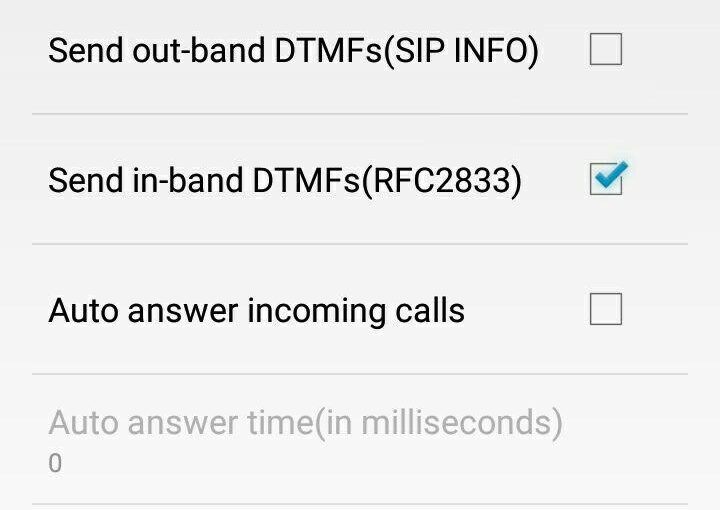 Send out-band DTMFs(SIP INFO)
Send in-band DTMFs(RFC2833)
Auto answer incoming calls
Auto answer time(in milliseconds)
0